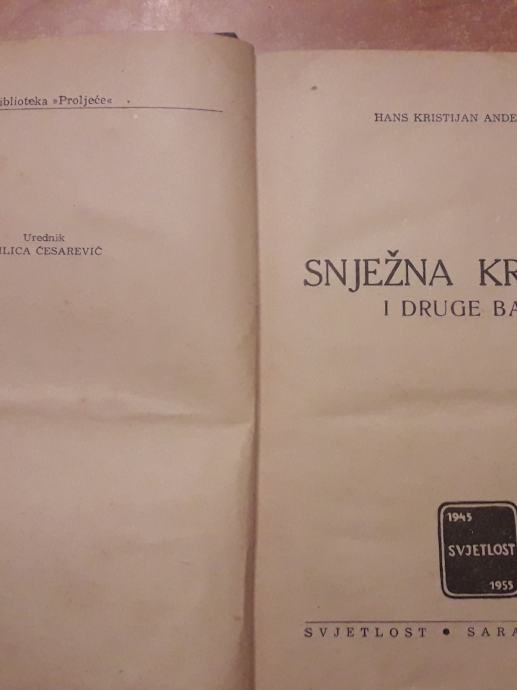 iblioteka »Proljeće«
Urednik
ILICA ČESAREVIĆ
HANS KRISTIJAN ANDE
SNJEŽNA KR
I DRUGE BA
1945
SVJETLOST
1955
SVJETLOST • SARA